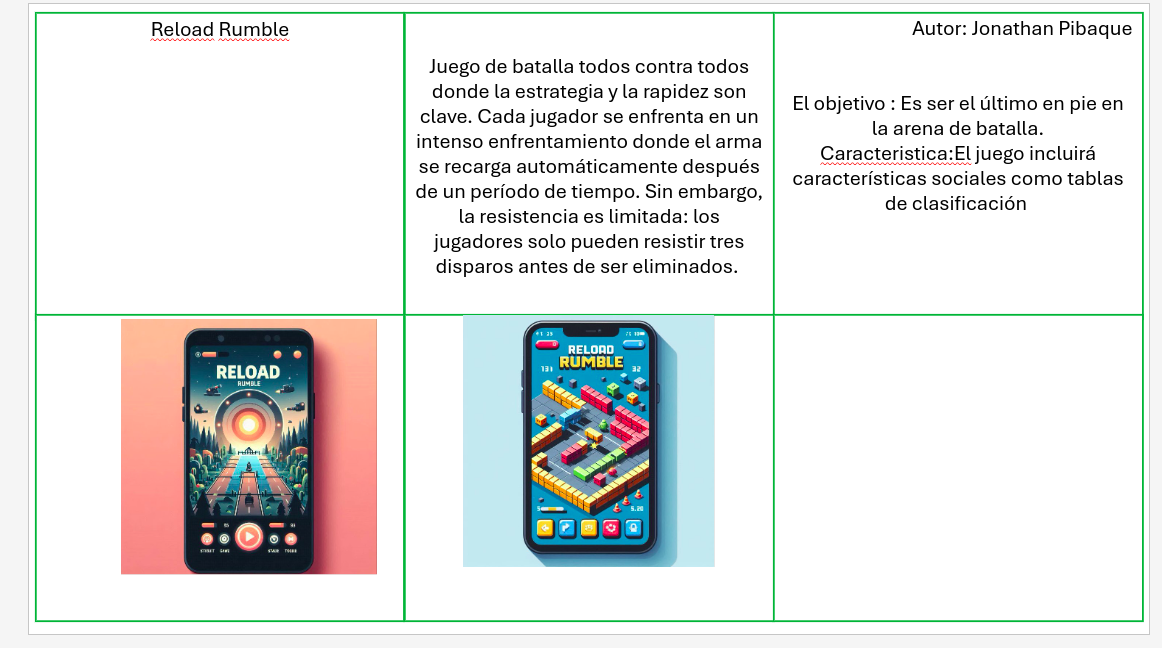 Reload Rumble
Juego de batalla todos contra todos
donde la estrategia y la rapidez son
clave. Cada jugador se enfrenta en un
intenso enfrentamiento donde el arma
se recarga automáticamente después
de un período de tiempo. Sin embargo,
la resistencia es limitada: los
jugadores solo pueden resistir tres
disparos antes de ser eliminados.
Autor: Jonathan Pibaque
El objetivo : Es ser el último en pie en
la arena de batalla.
Caracteristica:El juego incluirá
características sociales como tablas
de clasificación
RELOAD
RUMBLE
RELOAD
RUMBLE
131
32